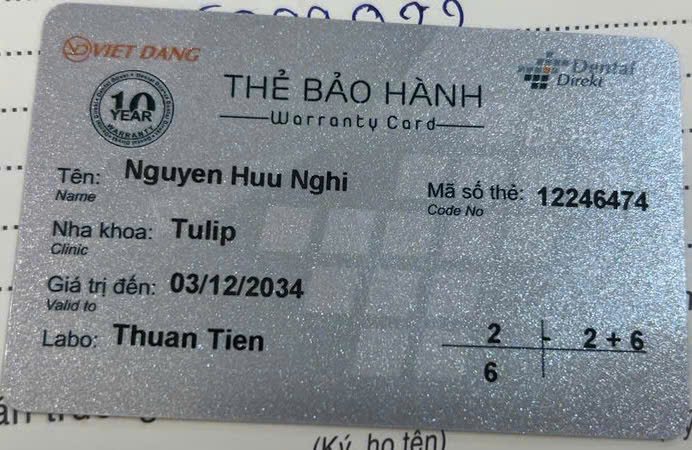 VIET DANG
Dental
Direkt
THẺ BẢO HÀNH
Warranty Card
10
YEAR
WARRANTY
Tên: Nguyen Huu Nghi
Name
Mã số thẻ: 12246474
Code No
Nha khoa: Tulip
Clinic
Giá trị đến: 03/12/2034
Valid to
Labo: Thuan Tien
2 - 2 + 6
6
(Ký, họ tên)